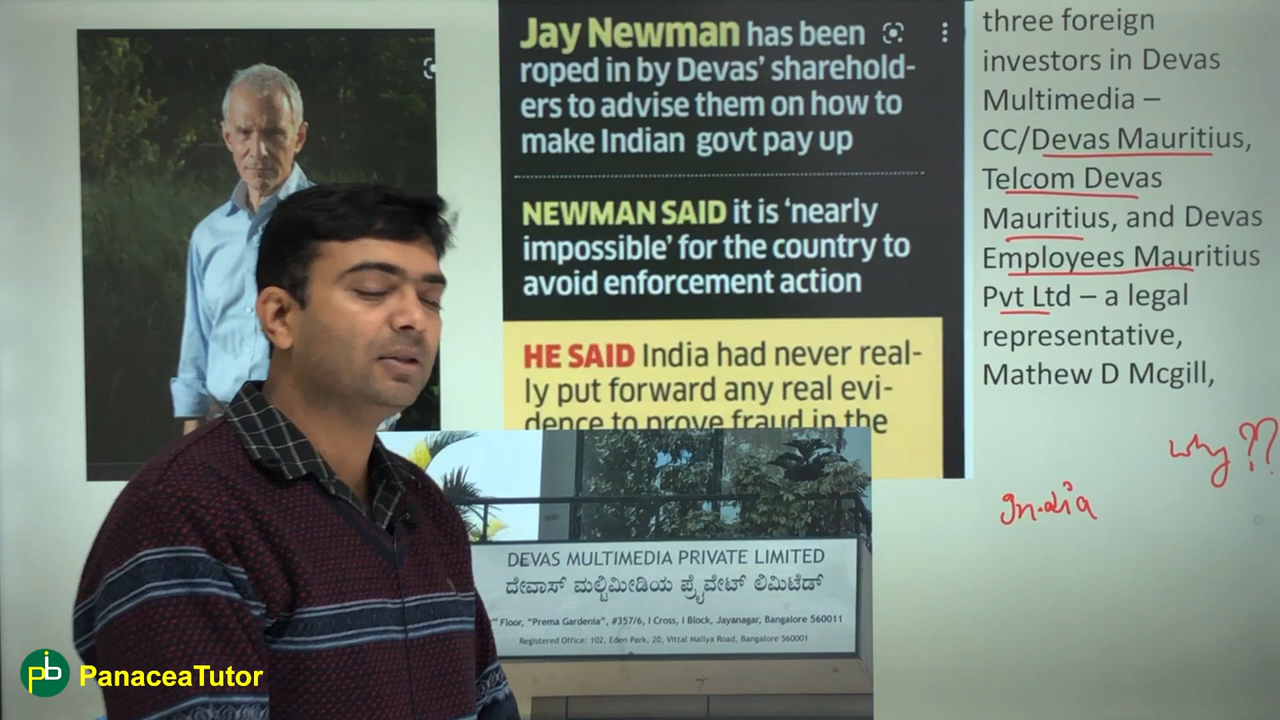 Jay Newman has been
roped in by Devas' sharehold-
ers to advise them on how to
make Indian govt pay up
NEWMAN SAID it is 'nearly
impossible' for the country to
avoid enforcement action
HE SAID India had never real-
ly put forward any real evi-
dence to prove fraud in the
three foreign
investors in Devas
Multimedia –
CC/Devas Mauritius,
Telcom Devas
Mauritius, and Devas
Employees Mauritius
Pvt Ltd – a legal
representative,
Mathew D Mcgill,
why??
India
DEVAS MULTIMEDIA PRIVATE LIMITED
ದೇವಾಸ್ ಮಲ್ಟಿಮೀಡಿಯ ಪ್ರೈವೇಟ್ ಲಿಮಿಟೆಡ್
Floor, "Prema Gardenia", #357/6, I Cross, I Block, Jayanagar, Bangalore 560011
Registered Office: 102, Eden Park, 20, Vittal Mallya Road, Bangalore 560001
pib
PanaceaTutor